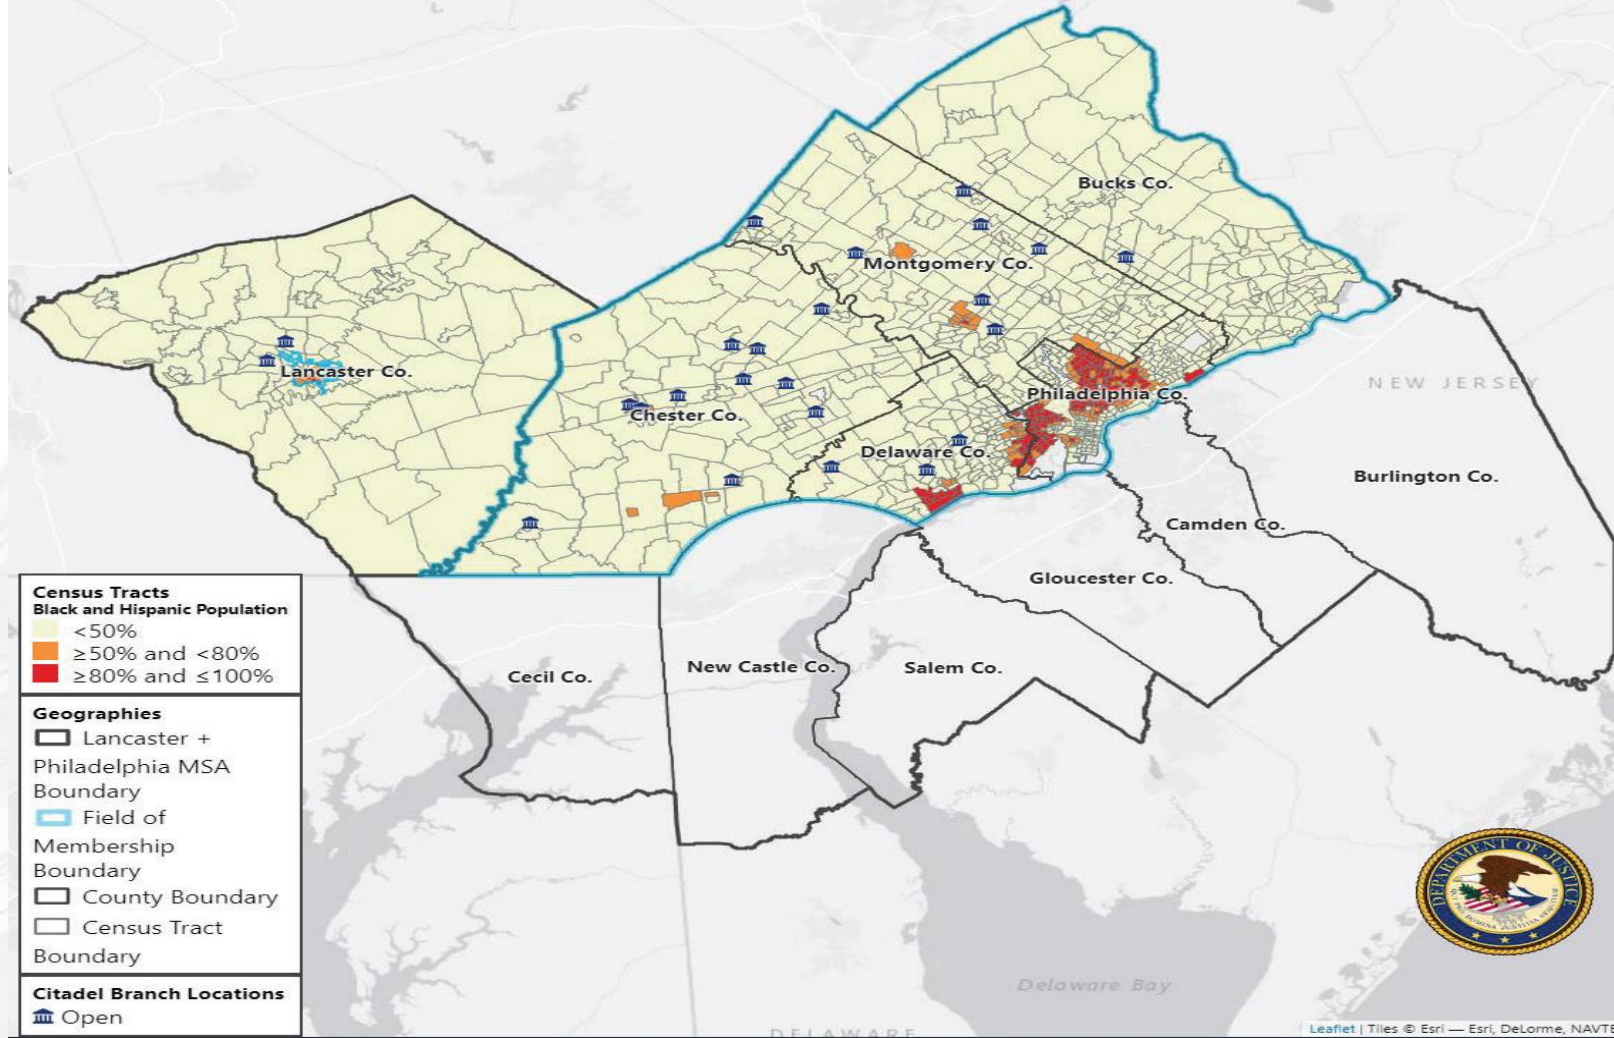 Bucks Co.
Montgomery Co.
Lancaster Co.
NEW JERSEY
Philadelphia Co.
Chester Co.
Delaware Co.
Burlington Co.
Camden Co.
Gloucester Co.
Cecil Co.
New Castle Co.
Salem Co.
Census Tracts
Black and Hispanic Population
<50%
≥50% and <80%
≥80% and ≤100%
Geographies
Lancaster +
Philadelphia MSA
Boundary
Field of
Membership
Boundary
County Boundary
Census Tract
Boundary
Citadel Branch Locations
Open
DEPARTMENT OF JUSTICE
Delaware Bay
DELAWARE
Leaflet | Tiles © Esri — Esri, DeLorme, NAVTE